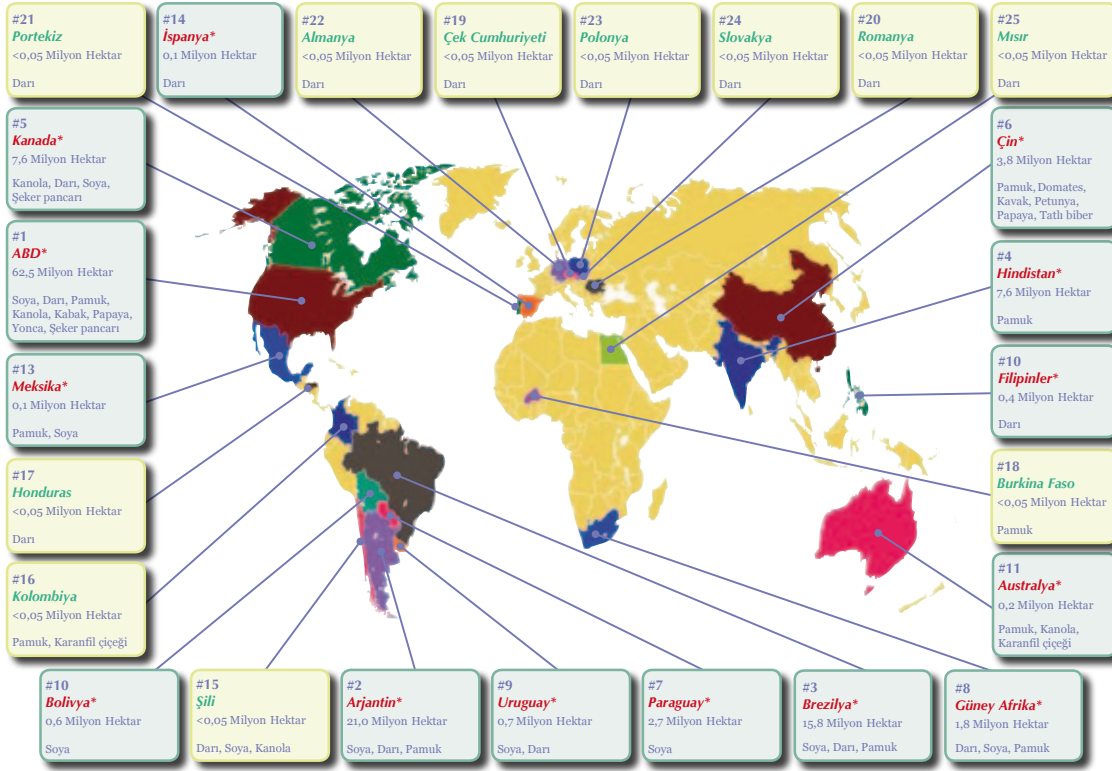 #21
Portekiz
<0,05 Milyon Hektar
Darı
#14
İspanya*
0,1 Milyon Hektar
Darı
#22
Almanya
<0,05 Milyon Hektar
Darı
#19
Çek Cumhuriyeti
<0,05 Milyon Hektar
Darı
#23
Polonya
<0,05 Milyon Hektar
Darı
#24
Slovakya
<0,05 Milyon Hektar
Darı
#20
Romanya
<0,05 Milyon Hektar
Darı
#25
Mısır
<0,05 Milyon Hektar
Darı
#5
Kanada*
7,6 Milyon Hektar
Kanola, Darı, Soya,
Şeker pancarı
#1
ABD*
62,5 Milyon Hektar
Soya, Darı, Pamuk,
Kanola, Kabak, Papaya,
Yonca, Şeker pancarı
#13
Meksika*
0,1 Milyon Hektar
Pamuk, Soya
#17
Honduras
<0,05 Milyon Hektar
Darı
#16
Kolombiya
<0,05 Milyon Hektar
Pamuk, Karanfil çiçeği
#6
Çin*
3,8 Milyon Hektar
Pamuk, Domates,
Kavak, Petunya,
Papaya, Tatlı biber
#4
Hindistan*
7,6 Milyon Hektar
Pamuk
#10
Filipinler*
0,4 Milyon Hektar
Darı
#18
Burkina Faso
<0,05 Milyon Hektar
Pamuk
#11
Australya*
0,2 Milyon Hektar
Pamuk, Kanola,
Karanfil çiçeği
#10
Bolivya*
0,6 Milyon Hektar
Soya
#15
Şili
<0,05 Milyon Hektar
Darı, Soya, Kanola
#2
Arjantin*
21,0 Milyon Hektar
Soya, Darı, Pamuk
#9
Uruguay*
0,7 Milyon Hektar
Soya, Darı
#7
Paraguay*
2,7 Milyon Hektar
Soya
#3
Brezilya*
15,8 Milyon Hektar
Soya, Darı, Pamuk
#8
Güney Afrika*
1,8 Milyon Hektar
Darı, Soya, Pamuk